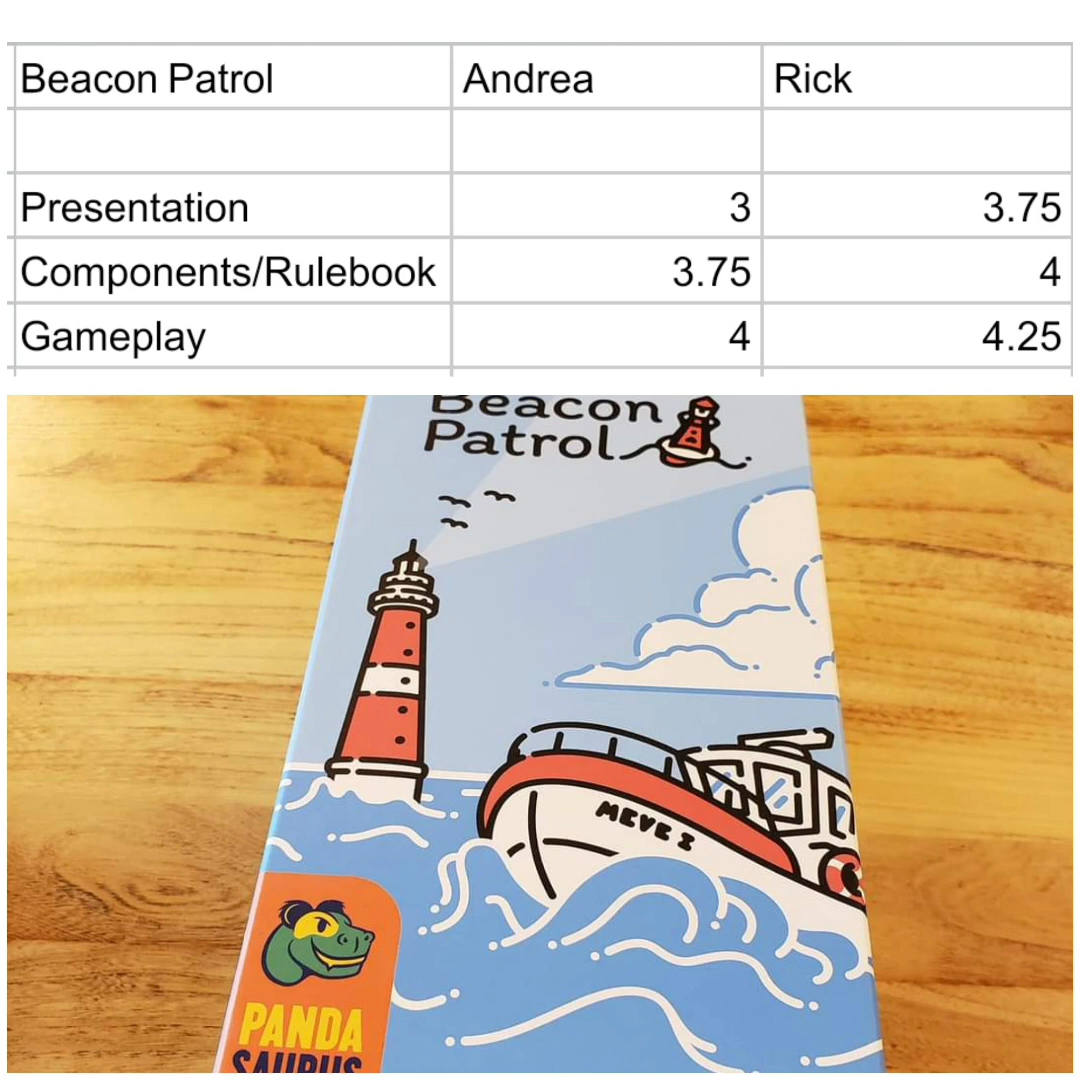 Beacon Patrol Andrea Rick
Presentation 3 3.75
Components/Rulebook 3.75 4
Gameplay 4 4.25
Beacon
Patrol
MEVE I
PANDA
SAURUS